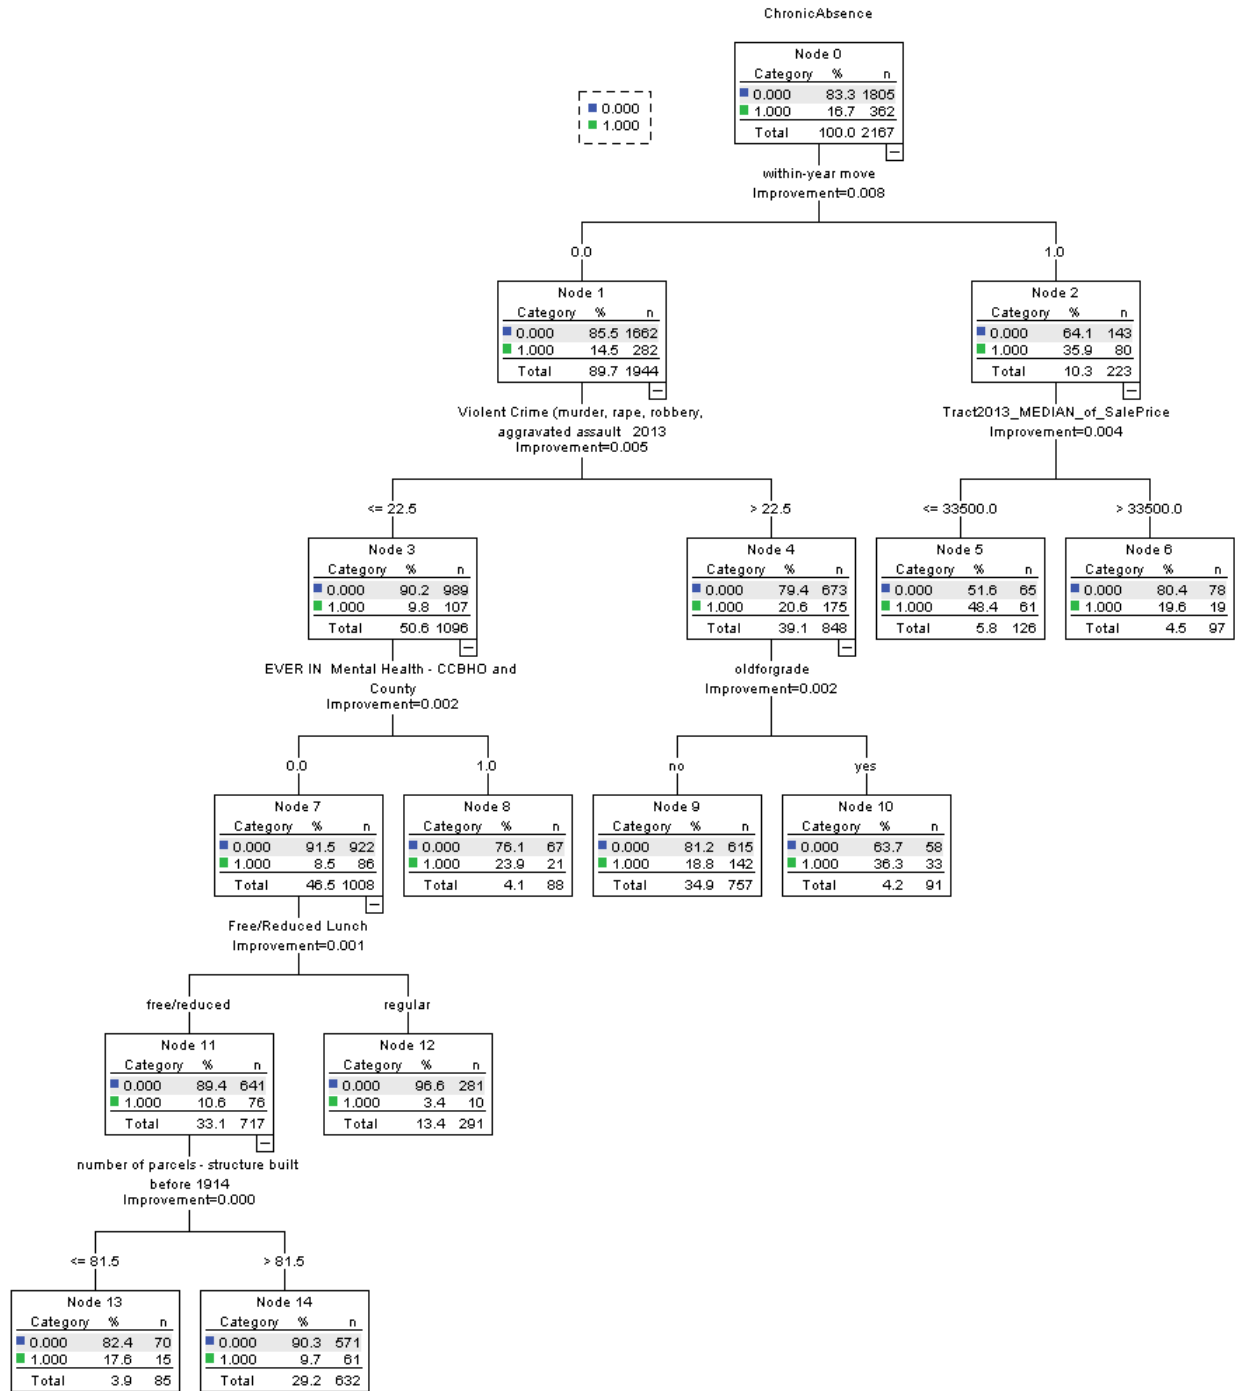 ChronicAbsence
Node 0
Category % n
0.000 83.3 1805
1.000 16.7 362
Total 100.0 2167
0.000
1.000
within-year move
Improvement=0.008
0.0
1.0
Node 1
Category % n
0.000 85.5 1662
1.000 14.5 282
Total 89.7 1944
Node 2
Category % n
0.000 64.1 143
1.000 35.9 80
Total 10.3 223
Violent Crime (murder, rape, robbery,
aggravated assault 2013
Improvement=0.005
Tract2013_MEDIAN_of_SalePrice
Improvement=0.004
<= 22.5
> 22.5
<= 33500.0
> 33500.0
Node 3
Category % n
0.000 90.2 989
1.000 9.8 107
Total 50.6 1096
Node 4
Category % n
0.000 79.4 673
1.000 20.6 175
Total 39.1 848
Node 5
Category % n
0.000 51.6 65
1.000 48.4 61
Total 5.8 126
Node 6
Category % n
0.000 80.4 78
1.000 19.6 19
Total 4.5 97
EVER IN Mental Health - CCBHO and
County
Improvement=0.002
oldforgrade
Improvement=0.002
0.0
1.0
no
yes
Node 7
Category % n
0.000 91.5 922
1.000 8.5 86
Total 46.5 1008
Node 8
Category % n
0.000 76.1 67
1.000 23.9 21
Total 4.1 88
Node 9
Category % n
0.000 81.2 615
1.000 18.8 142
Total 34.9 757
Node 10
Category % n
0.000 63.7 58
1.000 36.3 33
Total 4.2 91
Free/Reduced Lunch
Improvement=0.001
free/reduced
regular
Node 11
Category % n
0.000 89.4 641
1.000 10.6 76
Total 33.1 717
Node 12
Category % n
0.000 96.6 281
1.000 3.4 10
Total 13.4 291
number of parcels - structure built
before 1914
Improvement=0.000
<= 81.5
> 81.5
Node 13
Category % n
0.000 82.4 70
1.000 17.6 15
Total 3.9 85
Node 14
Category % n
0.000 90.3 571
1.000 9.7 61
Total 29.2 632